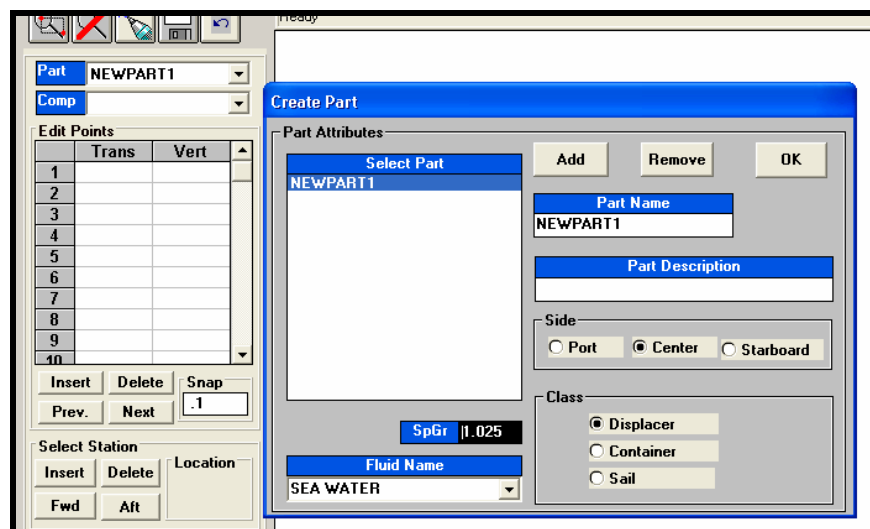 Ready
Part NEWPART1
Comp
Edit Points
Trans Vert
1
2
3
4
5
6
7
8
9
10
Insert Delete Snap
Prev. Next .1
Select Station
Insert Delete Location
Fwd Aft
Create Part
Part Attributes
Select Part
NEWPART1
Add Remove OK
Part Name
NEWPART1
Part Description
Side
Port Center Starboard
Class
Displacer
Container
Sail
SpGr 1.025
Fluid Name
SEA WATER